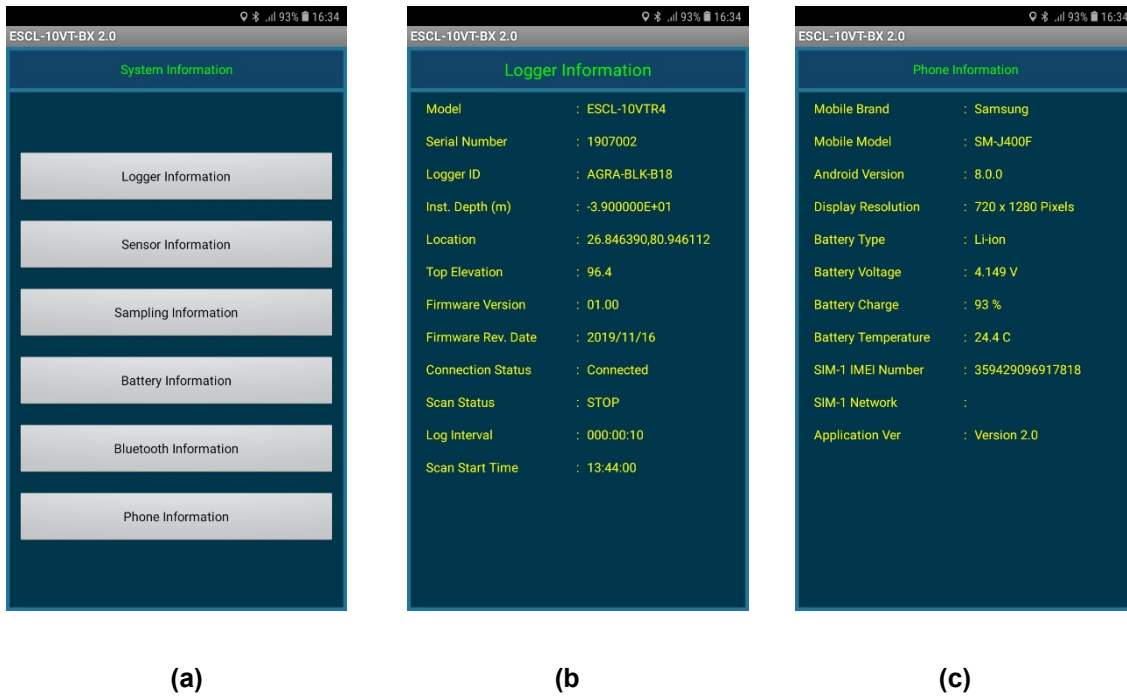 93% 16:34
ESCL-10VT-BX 2.0
System Information
Logger Information
Sensor Information
Sampling Information
Battery Information
Bluetooth Information
Phone Information
(a)
93% 16:34
ESCL-10VT-BX 2.0
Logger Information
Model : ESCL-10VTR4
Serial Number : 1907002
Logger ID : AGRA-BLK-B18
Inst. Depth (m) : -3.900000E+01
Location : 26.846390,80.946112
Top Elevation : 96.4
Firmware Version : 01.00
Firmware Rev. Date : 2019/11/16
Connection Status : Connected
Scan Status : STOP
Log Interval : 000:00:10
Scan Start Time : 13:44:00
(b
93% 16:34
ESCL-10VT-BX 2.0
Phone Information
Mobile Brand : Samsung
Mobile Model : SM-J400F
Android Version : 8.0.0
Display Resolution : 720 x 1280 Pixels
Battery Type : Li-ion
Battery Voltage : 4.149 V
Battery Charge : 93 %
Battery Temperature : 24.4 C
SIM-1 IMEI Number : 359429096917818
SIM-1 Network :
Application Ver : Version 2.0
(c)